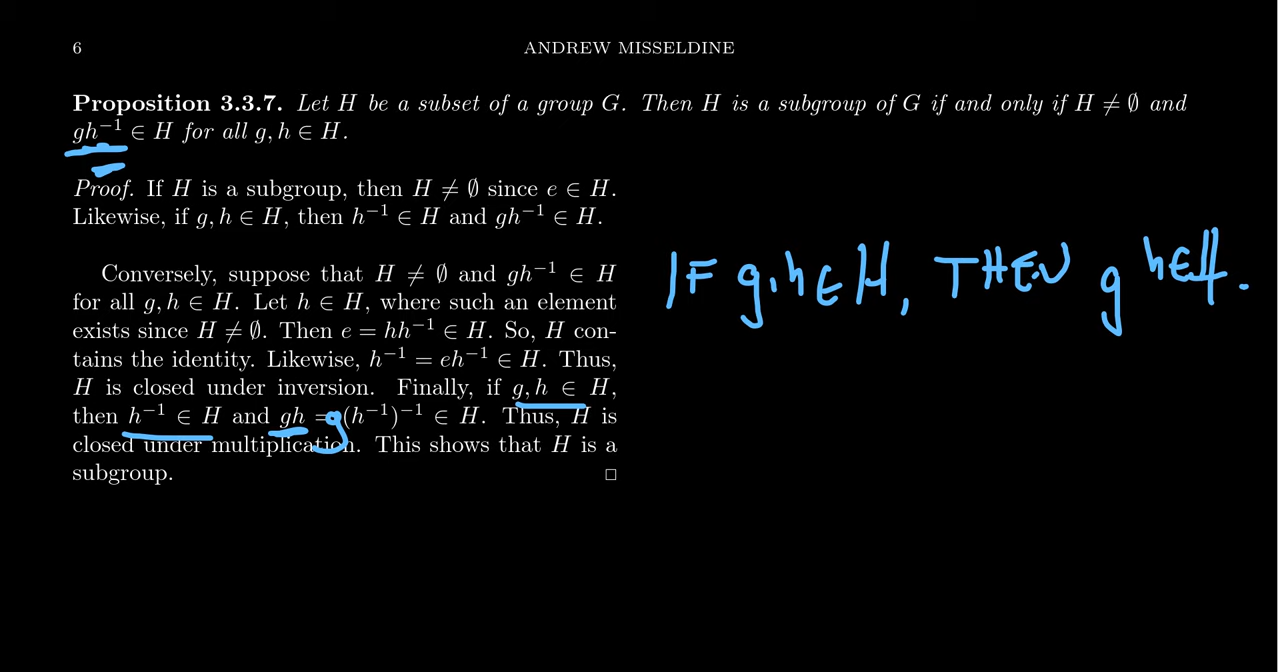 6
ANDREW MISSELDINE
Proposition 3.3.7. Let H be a subset of a group G. Then H is a subgroup of G if and only if H ≠ ∅ and
gh⁻¹ ∈ H for all g, h ∈ H.
Proof. If H is a subgroup, then H ≠ ∅ since e ∈ H.
Likewise, if g, h ∈ H, then h⁻¹ ∈ H and gh⁻¹ ∈ H.
Conversely, suppose that H ≠ ∅ and gh⁻¹ ∈ H
for all g, h ∈ H. Let h ∈ H, where such an element
exists since H ≠ ∅. Then e = hh⁻¹ ∈ H. So, H con-
tains the identity. Likewise, h⁻¹ = eh⁻¹ ∈ H. Thus,
H is closed under inversion. Finally, if g, h ∈ H,
then h⁻¹ ∈ H and gh = g(h⁻¹)⁻¹ ∈ H. Thus, H is
closed under multiplication. This shows that H is a
subgroup. □
IF g, h ∈ H, THEN g h ∈ H.